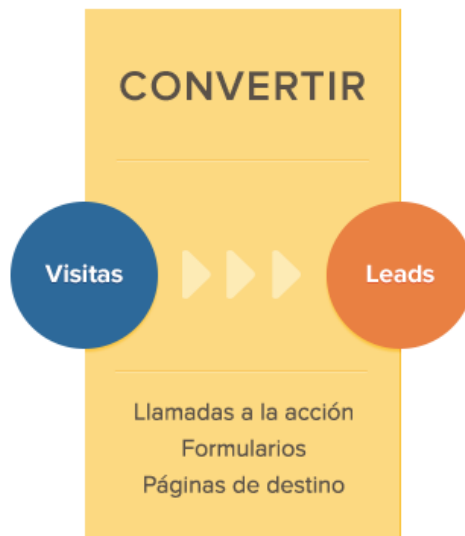 CONVERTIR
Visitas
Leads
Llamadas a la acción
Formularios
Páginas de destino